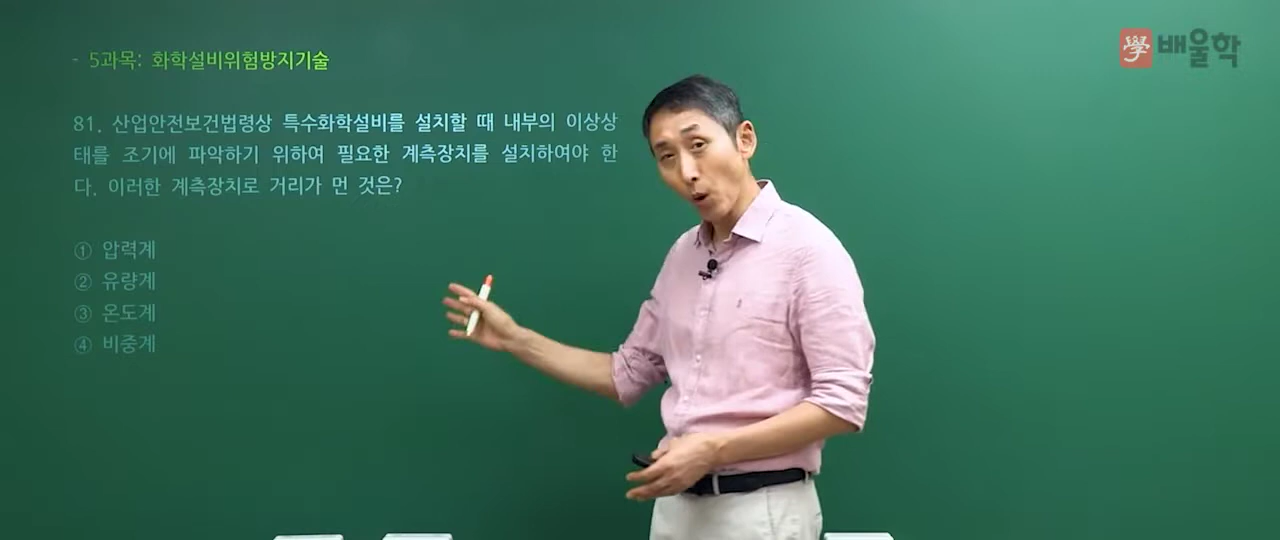 - 5과목: 화학설비위험방지기술
學 배울학
81. 산업안전보건법령상 특수화학설비를 설치할 때 내부의 이상상
태를 조기에 파악하기 위하여 필요한 계측장치를 설치하여야 한
다. 이러한 계측장치로 거리가 먼 것은?
① 압력계
② 유량계
③ 온도계
④ 비중계